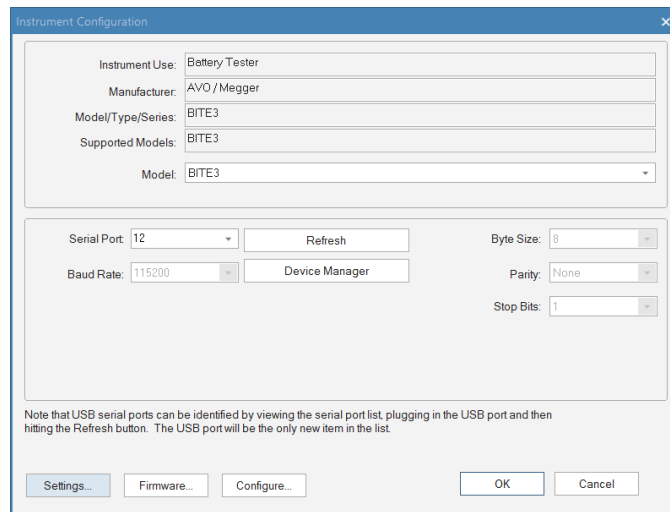 Instrument Configuration
Instrument Use: Battery Tester
Manufacturer: AVO / Megger
Model/Type/Series: BITE3
Supported Models: BITE3
Model: BITE3
Serial Port: 12 Refresh Byte Size: 8
Baud Rate: 115200 Device Manager Parity: None
Stop Bits: 1
Note that USB serial ports can be identified by viewing the serial port list, plugging in the USB port and then
hitting the Refresh button. The USB port will be the only new item in the list.
Settings... Firmware... Configure... OK Cancel